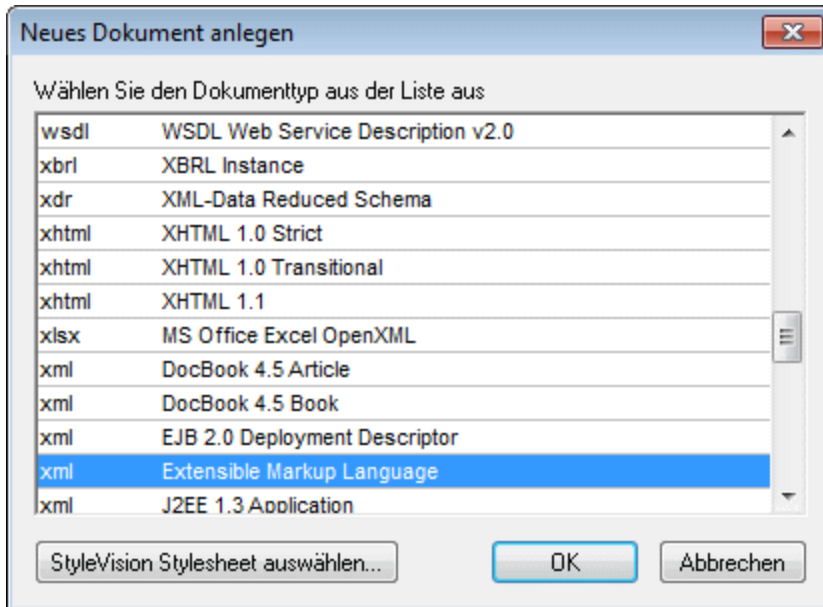 Neues Dokument anlegen
Wählen Sie den Dokumenttyp aus der Liste aus
wsdl WSDL Web Service Description v2.0
xbrl XBRL Instance
xdr XML-Data Reduced Schema
xhtml XHTML 1.0 Strict
xhtml XHTML 1.0 Transitional
xhtml XHTML 1.1
xlsx MS Office Excel OpenXML
xml DocBook 4.5 Article
xml DocBook 4.5 Book
xml EJB 2.0 Deployment Descriptor
xml Extensible Markup Language
xml J2EE 1.3 Application
StyleVision Stylesheet auswählen... OK Abbrechen